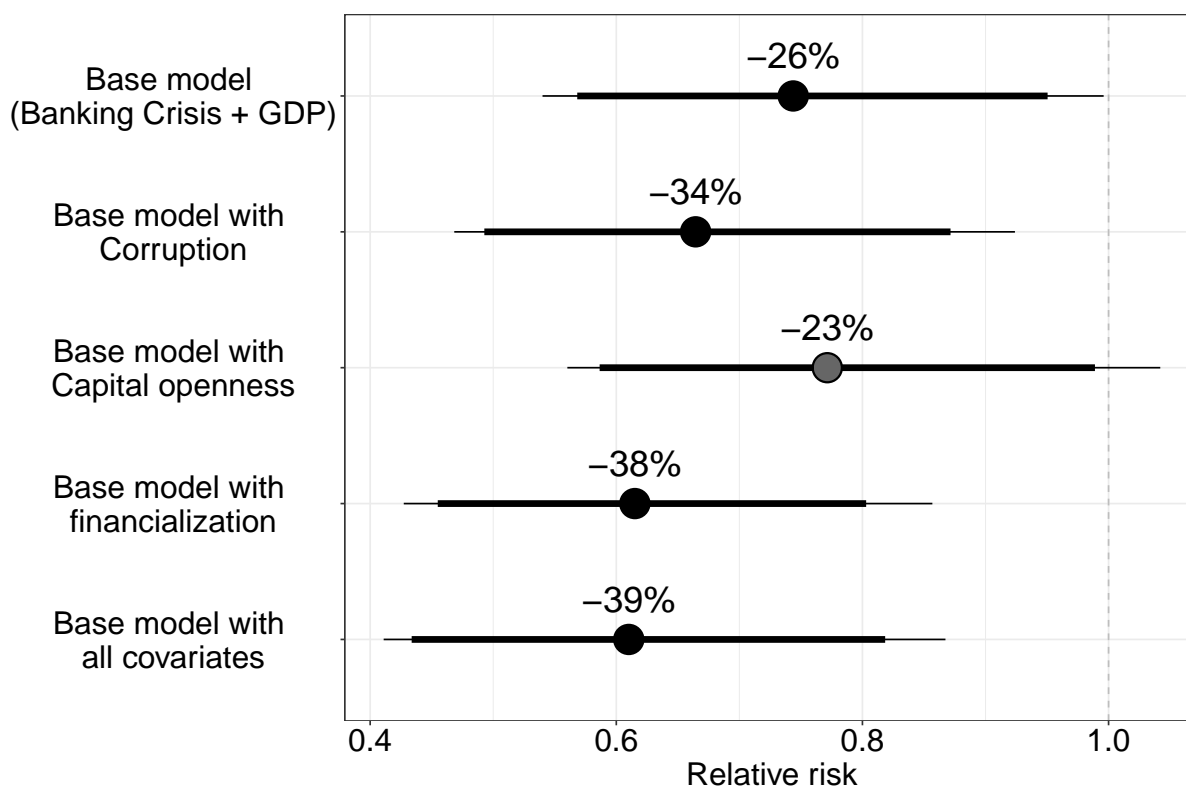 –26%
Base model
(Banking Crisis + GDP)
–34%
Base model with
Corruption
–23%
Base model with
Capital openness
–38%
Base model with
financialization
–39%
Base model with
all covariates
0.4 0.6 0.8 1.0
Relative risk